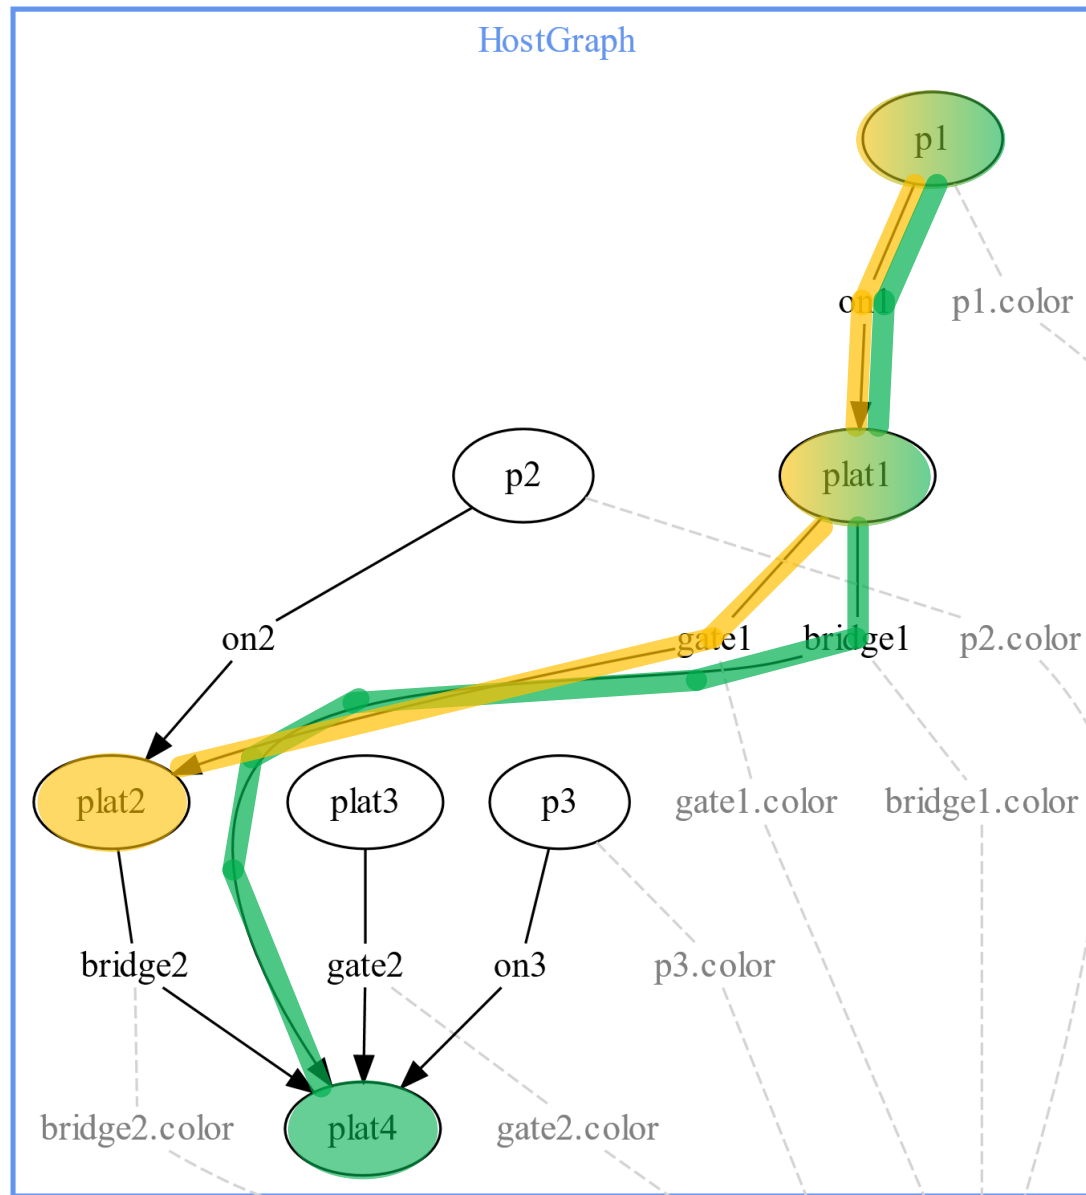 HostGraph
p1
on1
p1.color
p2
plat1
on2
gate1
bridge1
p2.color
plat2
plat3
p3
gate1.color
bridge1.color
bridge2
gate2
on3
p3.color
bridge2.color
plat4
gate2.color